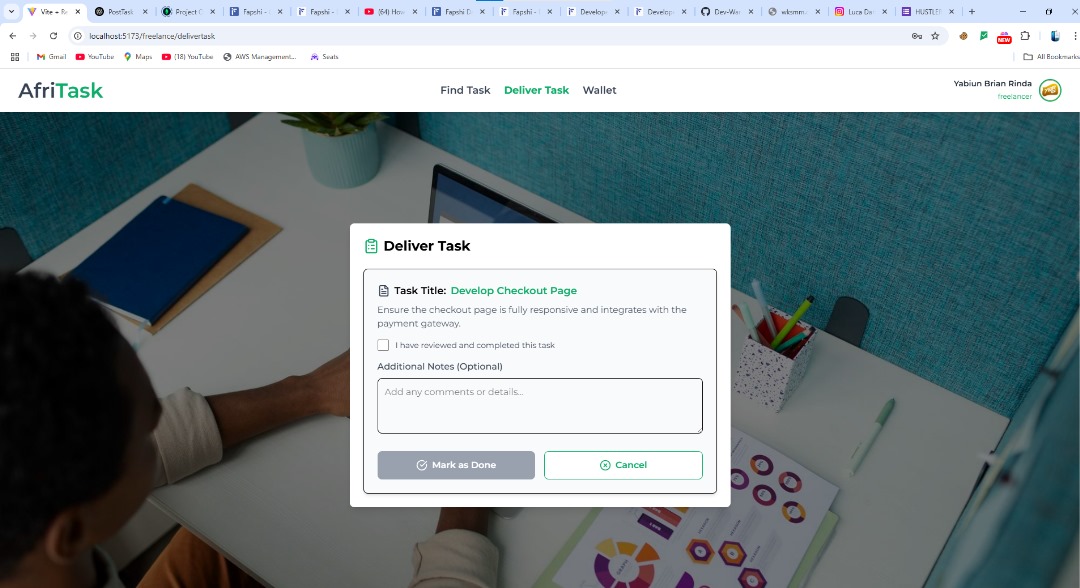 Vite + Re
PostTask
Project C
Fapshi -
Fapshi -
(64) How
Fapshi D
Fapshi -
Develop
Develop
Dev-Wa
wksmm
Luca Da
HUSTLE
localhost:5173/freelance/delivertask
NEW
Gmail
YouTube
Maps
(18) YouTube
AWS Management...
Seats
All Bookmarks
AfriTask
Find Task
Deliver Task
Wallet
Yabiun Brian Rinda
freelancer
Deliver Task
Task Title: Develop Checkout Page
Ensure the checkout page is fully responsive and integrates with the
payment gateway.
I have reviewed and completed this task
Additional Notes (Optional)
Add any comments or details...
Mark as Done
Cancel